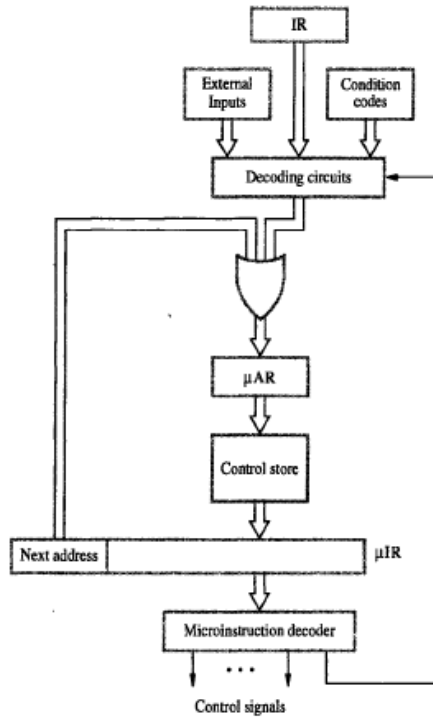 IR
External
Inputs
Condition
codes
Decoding circuits
μAR
Control store
Next address
μIR
Microinstruction decoder
...
Control signals